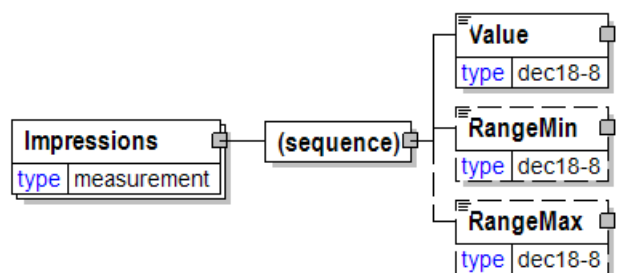 Value
type dec18-8
Impressions
type measurement
(sequence)
RangeMin
type dec18-8
RangeMax
type dec18-8